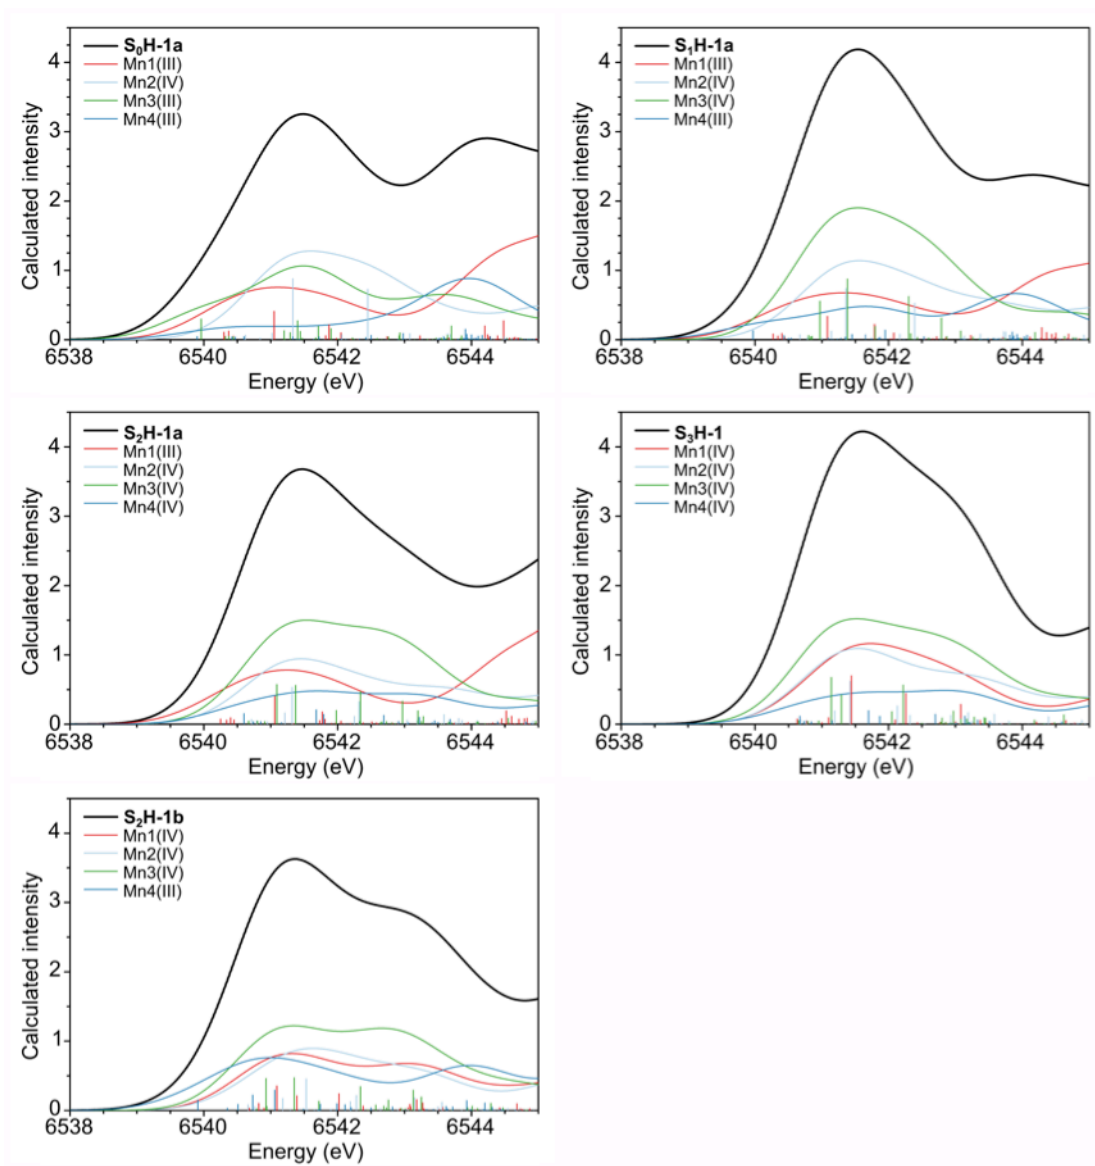 S₀H-1a
Mn1(III)
Mn2(IV)
Mn3(III)
Mn4(III)
Calculated intensity
4
3
2
1
0
6538 6540 6542 6544
Energy (eV)
S₁H-1a
Mn1(III)
Mn2(IV)
Mn3(IV)
Mn4(III)
Calculated intensity
4
3
2
1
0
6538 6540 6542 6544
Energy (eV)
S₂H-1a
Mn1(III)
Mn2(IV)
Mn3(IV)
Mn4(IV)
Calculated intensity
4
3
2
1
0
6538 6540 6542 6544
Energy (eV)
S₃H-1
Mn1(IV)
Mn2(IV)
Mn3(IV)
Mn4(IV)
Calculated intensity
4
3
2
1
0
6538 6540 6542 6544
Energy (eV)
S₂H-1b
Mn1(IV)
Mn2(IV)
Mn3(IV)
Mn4(III)
Calculated intensity
4
3
2
1
0
6538 6540 6542 6544
Energy (eV)